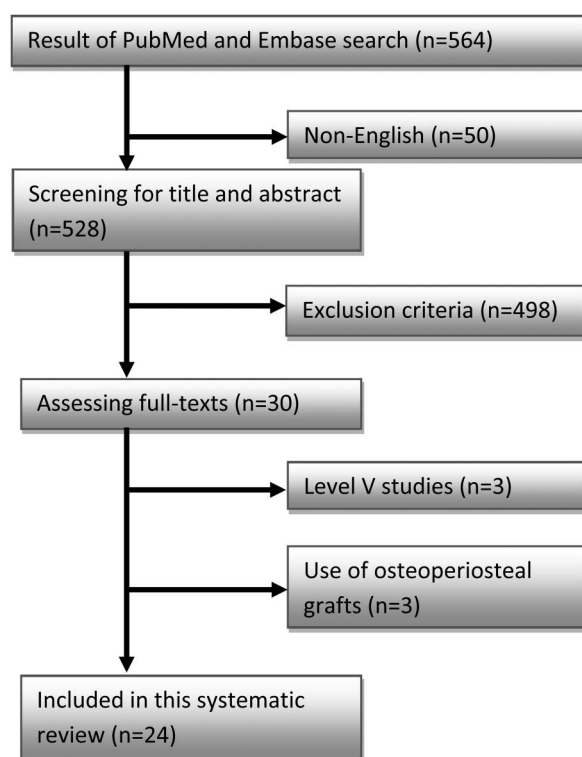 Result of PubMed and Embase search (n=564)
Non-English (n=50)
Screening for title and abstract
(n=528)
Exclusion criteria (n=498)
Assessing full-texts (n=30)
Level V studies (n=3)
Use of osteoperiosteal
grafts (n=3)
Included in this systematic
review (n=24)